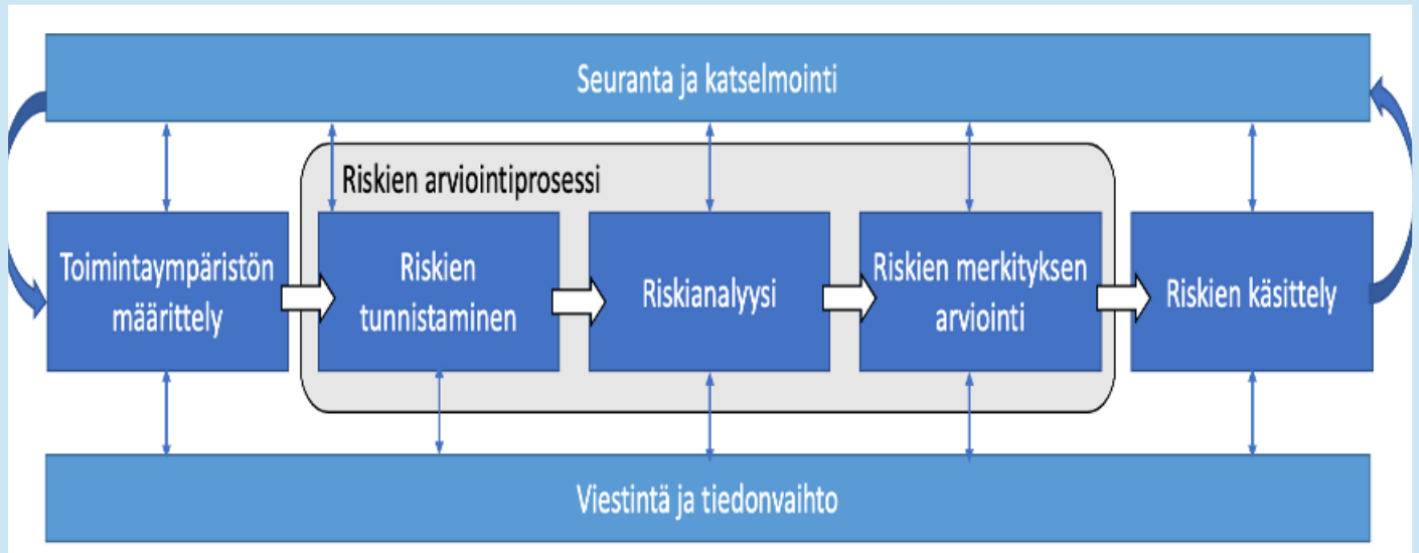 Seuranta ja katselmointi
Riskien arviointiprosessi
Toimintaympäristön
määrittely
Riskien
tunnistaminen
Riskianalyysi
Riskien merkityksen
arviointi
Riskien käsittely
Viestintä ja tiedonvaihto